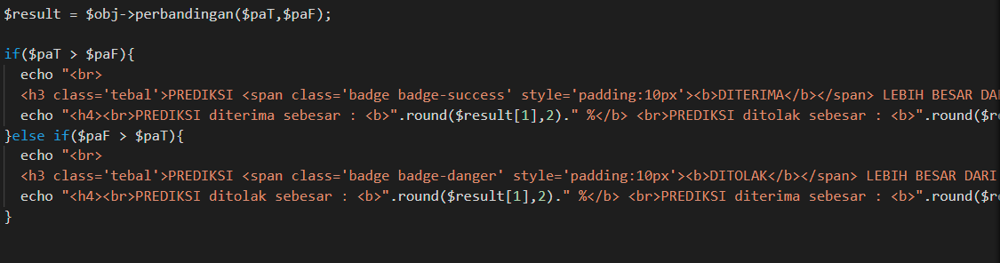 $result = $obj->perbandingan($paT,$paF);
if($paT > $paF){
echo "<br>
<h3 class='tebal'>PREDIKSI <span class='badge badge-success' style='padding:10px'><b>DITERIMA</b></span> LEBIH BESAR DA
echo "<h4><br>PREDIKSI diterima sebesar : <b>".round($result[1],2)." %</b> <br>PREDIKSI ditolak sebesar : <b>".round($r
}else if($paF > $paT){
echo "<br>
<h3 class='tebal'>PREDIKSI <span class='badge badge-danger' style='padding:10px'><b>DITOLAK</b></span> LEBIH BESAR DARI
echo "<h4><br>PREDIKSI ditolak sebesar : <b>".round($result[1],2)." %</b> <br>PREDIKSI diterima sebesar : <b>".round($r
}